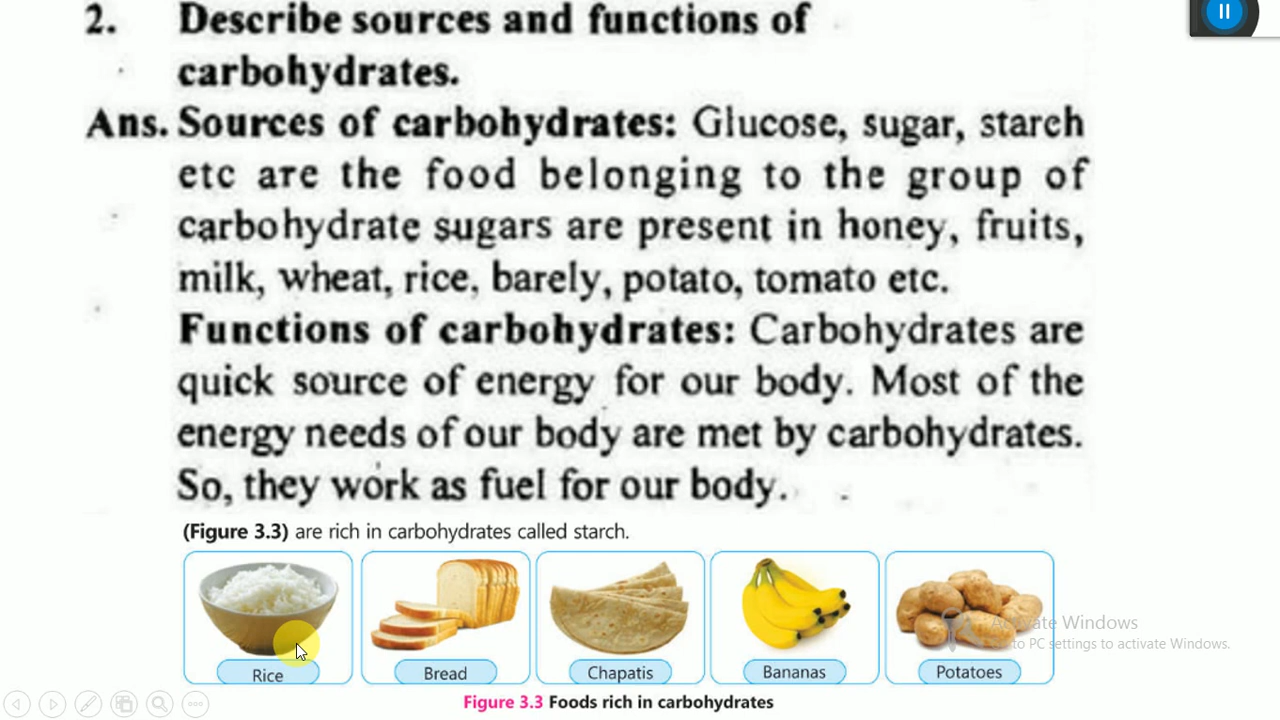 2. Describe sources and functions of
carbohydrates.
Ans. Sources of carbohydrates: Glucose, sugar, starch
etc are the food belonging to the group of
carbohydrate sugars are present in honey, fruits,
milk, wheat, rice, barely, potato, tomato etc.
Functions of carbohydrates: Carbohydrates are
quick source of energy for our body. Most of the
energy needs of our body are met by carbohydrates.
So, they work as fuel for our body.
(Figure 3.3) are rich in carbohydrates called starch.
Rice Bread Chapatis Bananas Potatoes
Figure 3.3 Foods rich in carbohydrates
Activate Windows
to PC settings to activate Windows.